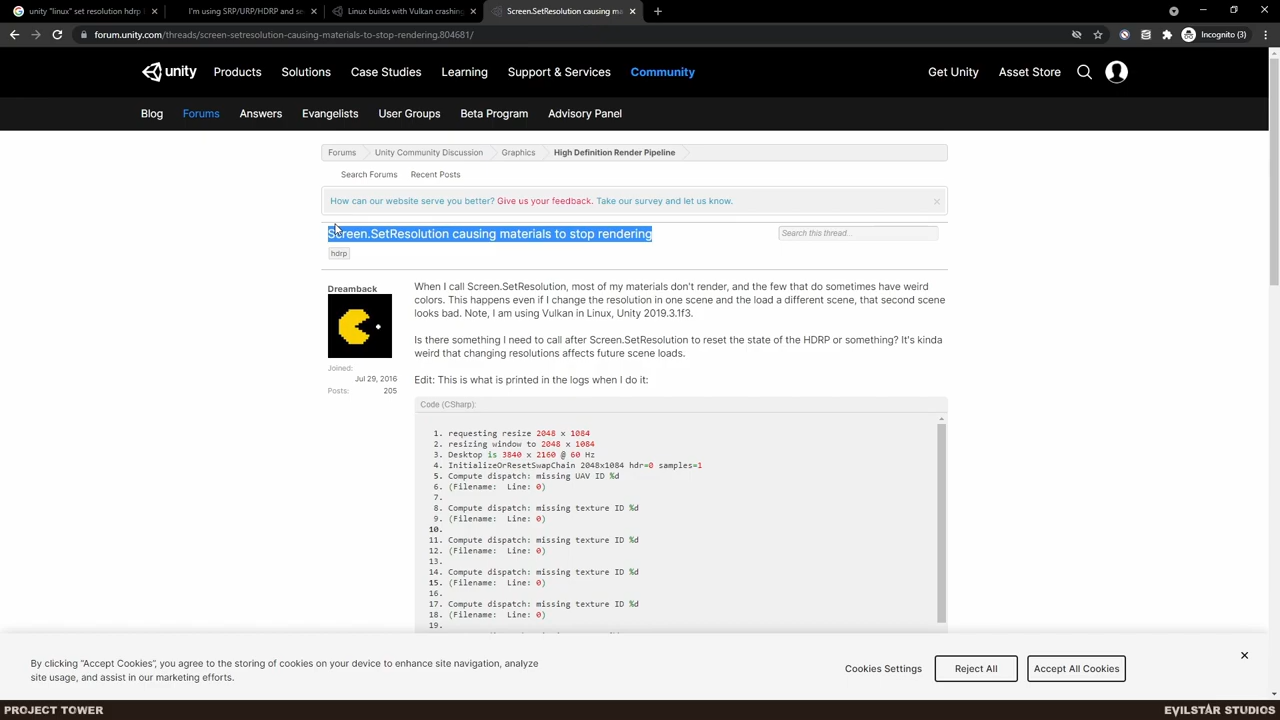 unity "linux" set resolution hdrp
I'm using SRP/URP/HDRP and se
Linux builds with Vulkan crashing
Screen.SetResolution causing ma
forum.unity.com/threads/screen-setresolution-causing-materials-to-stop-rendering.804681/
Incognito (3)
unity
Products
Solutions
Case Studies
Learning
Support & Services
Community
Get Unity
Asset Store
Blog
Forums
Answers
Evangelists
User Groups
Beta Program
Advisory Panel
Forums
Unity Community Discussion
Graphics
High Definition Render Pipeline
Search Forums
Recent Posts
How can our website serve you better? Give us your feedback. Take our survey and let us know.
Screen.SetResolution causing materials to stop rendering
Search this thread...
hdrp
Dreamback
Joined:
Jul 29, 2016
Posts: 205
When I call Screen.SetResolution, most of my materials don't render, and the few that do sometimes have weird
colors. This happens even if I change the resolution in one scene and the load a different scene, that second scene
looks bad. Note, I am using Vulkan in Linux, Unity 2019.3.1f3.
Is there something I need to call after Screen.SetResolution to reset the state of the HDRP or something? It's kinda
weird that changing resolutions affects future scene loads.
Edit: This is what is printed in the logs when I do it:
Code (CSharp):
1. requesting resize 2048 x 1084
2. resizing window to 2048 x 1084
3. Desktop is 3840 x 2160 @ 60 Hz
4. InitializeOrResetSwapChain 2048x1084 hdr=0 samples=1
5. Compute dispatch: missing UAV ID %d
6. (Filename:  Line: 0)
7.
8. Compute dispatch: missing texture ID %d
9. (Filename:  Line: 0)
10.
11. Compute dispatch: missing texture ID %d
12. (Filename:  Line: 0)
13.
14. Compute dispatch: missing texture ID %d
15. (Filename:  Line: 0)
16.
17. Compute dispatch: missing texture ID %d
18. (Filename:  Line: 0)
19.
By clicking "Accept Cookies", you agree to the storing of cookies on your device to enhance site navigation, analyze
site usage, and assist in our marketing efforts.
Cookies Settings
Reject All
Accept All Cookies
PROJECT TOWER
EVILSTAR STUDIOS